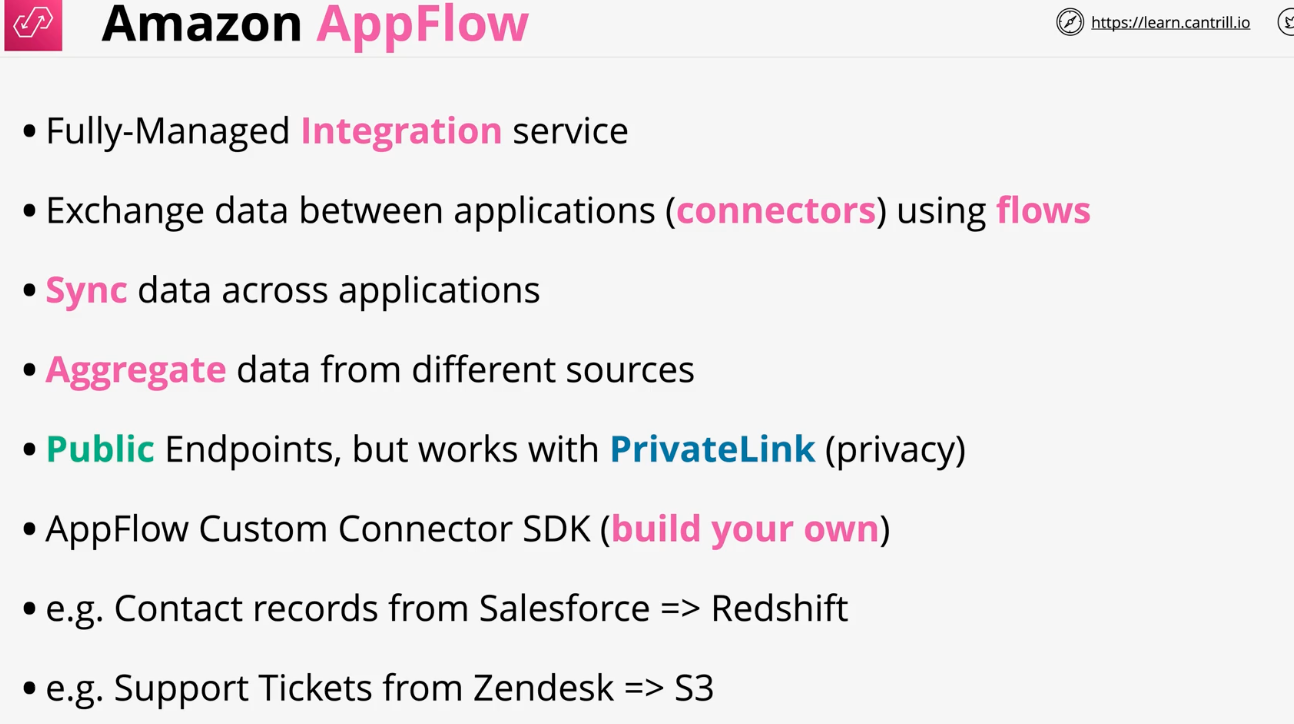 Amazon AppFlow
https://learn.cantrill.io
• Fully-Managed Integration service
• Exchange data between applications (connectors) using flows
• Sync data across applications
• Aggregate data from different sources
• Public Endpoints, but works with PrivateLink (privacy)
• AppFlow Custom Connector SDK (build your own)
• e.g. Contact records from Salesforce => Redshift
• e.g. Support Tickets from Zendesk => S3